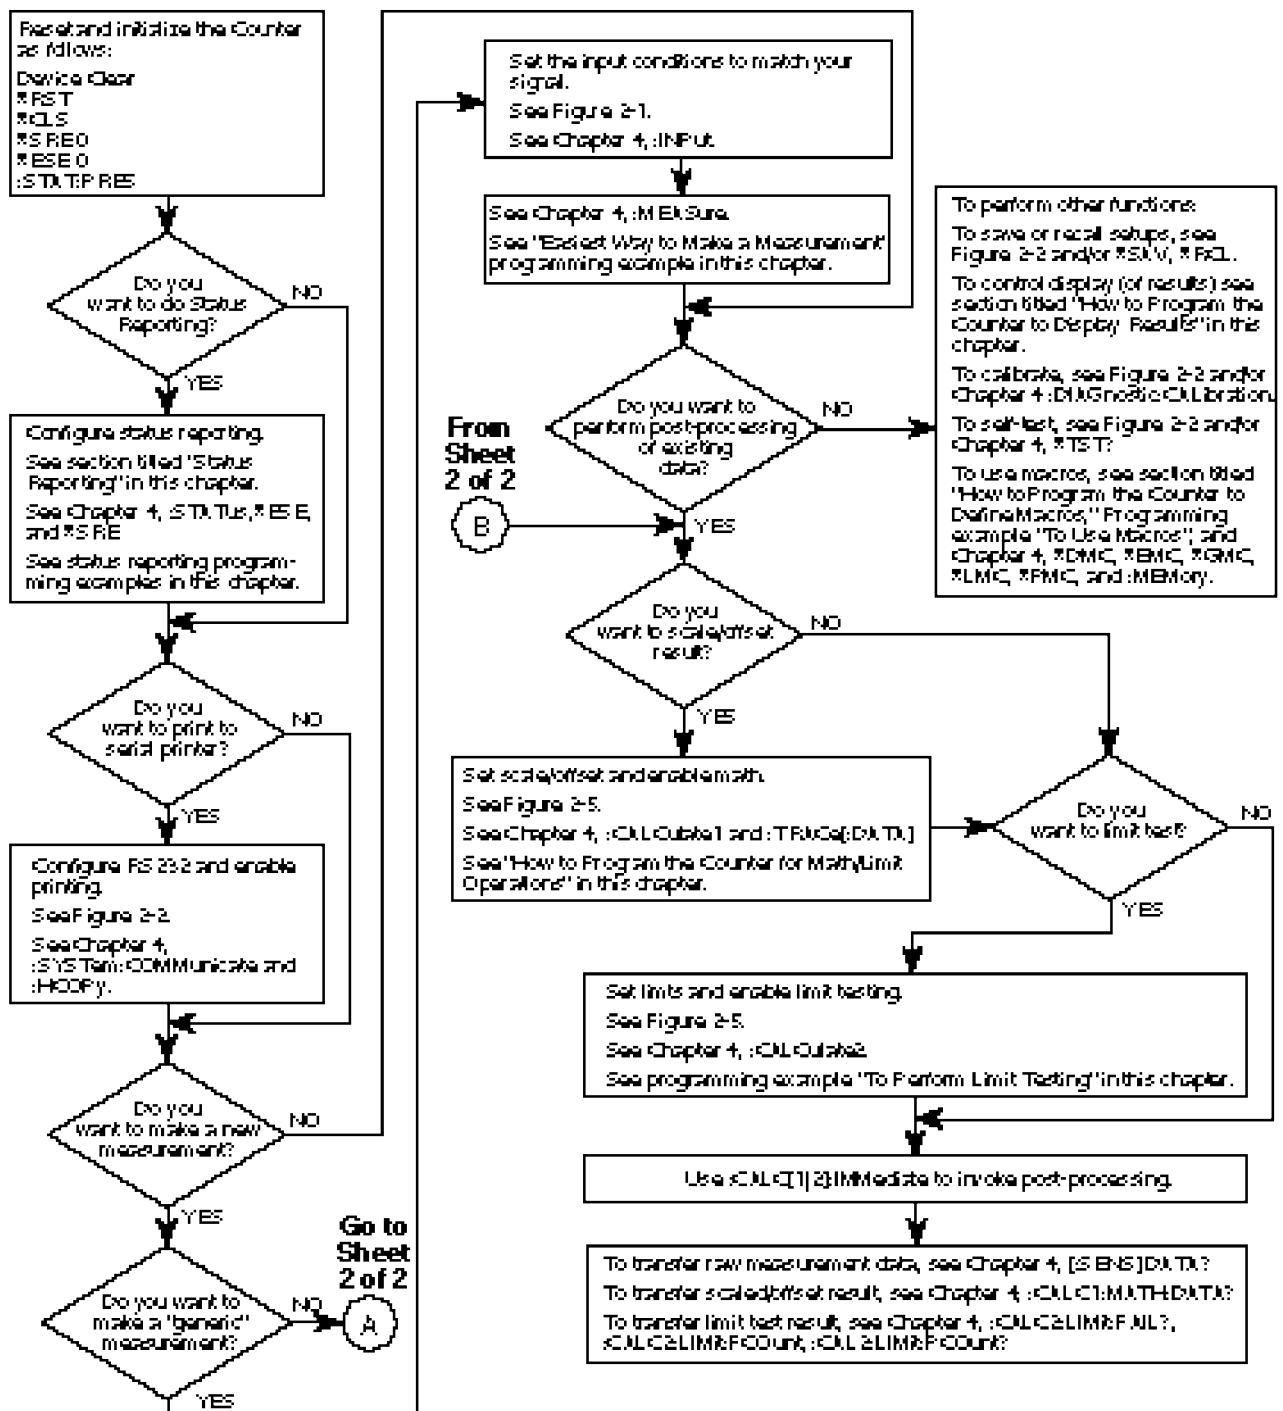 Reset and initialize the Counter
as follows:
Device Clear
*RST
*CLS
*SRE 0
*ESE 0
:STAT:PRES
Do you
want to do Status
Reporting?
NO
YES
Configure status reporting.
See section titled "Status
Reporting" in this chapter.
See Chapter 4, :STATus,*ESE,
and *SRE
See status reporting program-
ming examples in this chapter.
Do you
want to print to
serial printer?
NO
YES
Configure RS 232 and enable
printing.
See Figure 2-2.
See Chapter 4,
:SYSTem:COMMunicate and
:HCOPy.
Do you
want to make a new
measurement?
NO
YES
Do you want to
make a "generic"
measurement?
NO
YES
Go to
Sheet
2 of 2
A
Set the input conditions to match your
signal.
See Figure 2-1.
See Chapter 4, :INPut.
See Chapter 4, :MEASure.
See "Easiest Way to Make a Measurement"
programming example in this chapter.
Do you want to
perform post-processing
of existing
data?
NO
YES
From
Sheet
2 of 2
B
To perform other functions:
To save or recall setups, see
Figure 2-2 and/or *SAV, *RCL.
To control display (of results) see
section titled "How to Program the
Counter to Display Results" in this
chapter.
To calibrate, see Figure 2-2 and/or
Chapter 4 :DIAGnostic:CALibration.
To self-test, see Figure 2-2 and/or
Chapter 4, *TST?
To use macros, see section titled
"How to Program the Counter to
Define Macros," Programming
example "To Use Macros", and
Chapter 4, *DMC, *EMC, *GMC,
*LMC, *PMC, and :MEMory.
Do you
want to scale/offset
result?
NO
YES
Set scale/offset and enable math.
See Figure 2-5.
See Chapter 4, :CALCulate1 and :TRACe[:DATA]
See "How to Program the Counter for Math/Limit
Operations" in this chapter.
Do you
want to limit test?
NO
YES
Set limits and enable limit testing.
See Figure 2-5.
See Chapter 4, :CALCulate2.
See programming example "To Perform Limit Testing" in this chapter.
Use :CALC[1|2]:IMMediate to invoke post-processing.
To transfer raw measurement data, see Chapter 4, [:SENS]:DATA?
To transfer scaled/offset result, see Chapter 4, :CALC1:MATH:DATA?
To transfer limit test result, see Chapter 4, :CALC2:LIMit:FAIL?,
:CALC2:LIMit:FCOunt, :CAL2:LIMit:PCOunt?